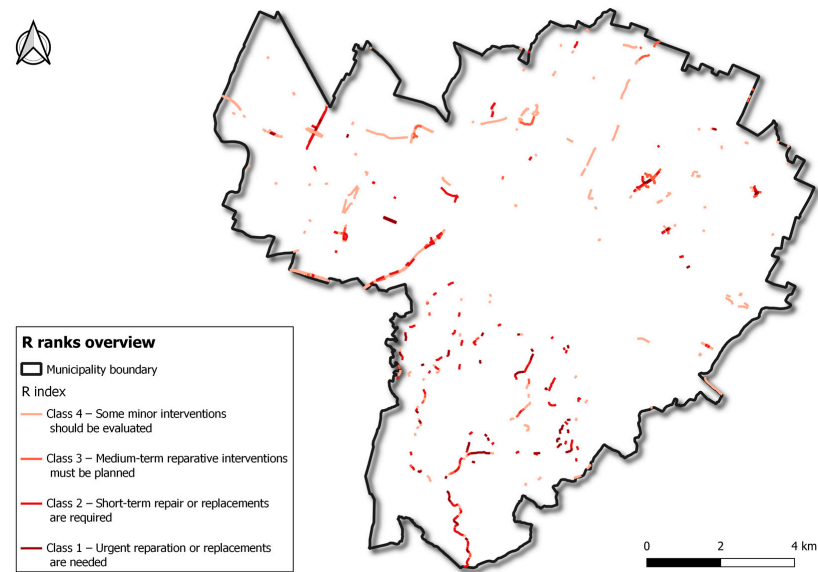 R ranks overview
Municipality boundary
R index
Class 4 – Some minor interventions
should be evaluated
Class 3 – Medium-term reparative interventions
must be planned
Class 2 – Short-term repair or replacements
are required
Class 1 – Urgent reparation or replacements
are needed
0 2 4 km